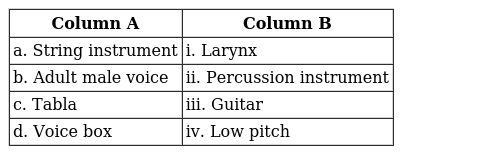 Column A Column B
a. String instrument i. Larynx
b. Adult male voice ii. Percussion instrument
c. Tabla iii. Guitar
d. Voice box iv. Low pitch